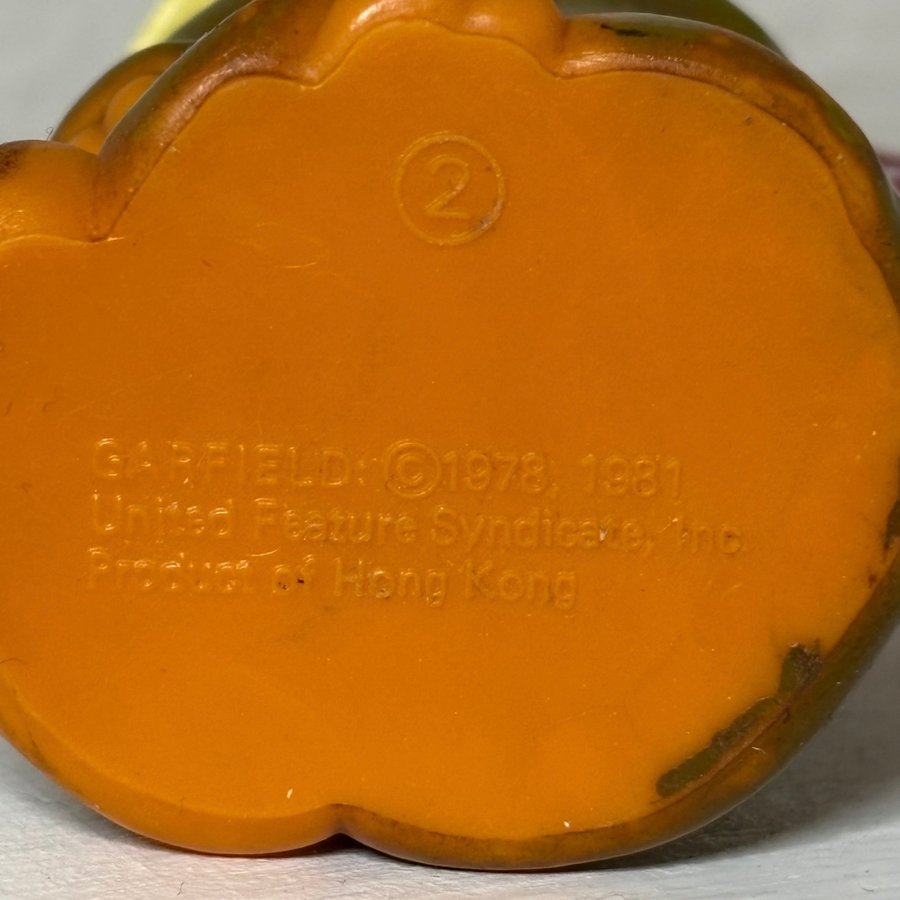 2
GARFIELD: ©1978, 1981
United Feature Syndicate, Inc.
Product of Hong Kong